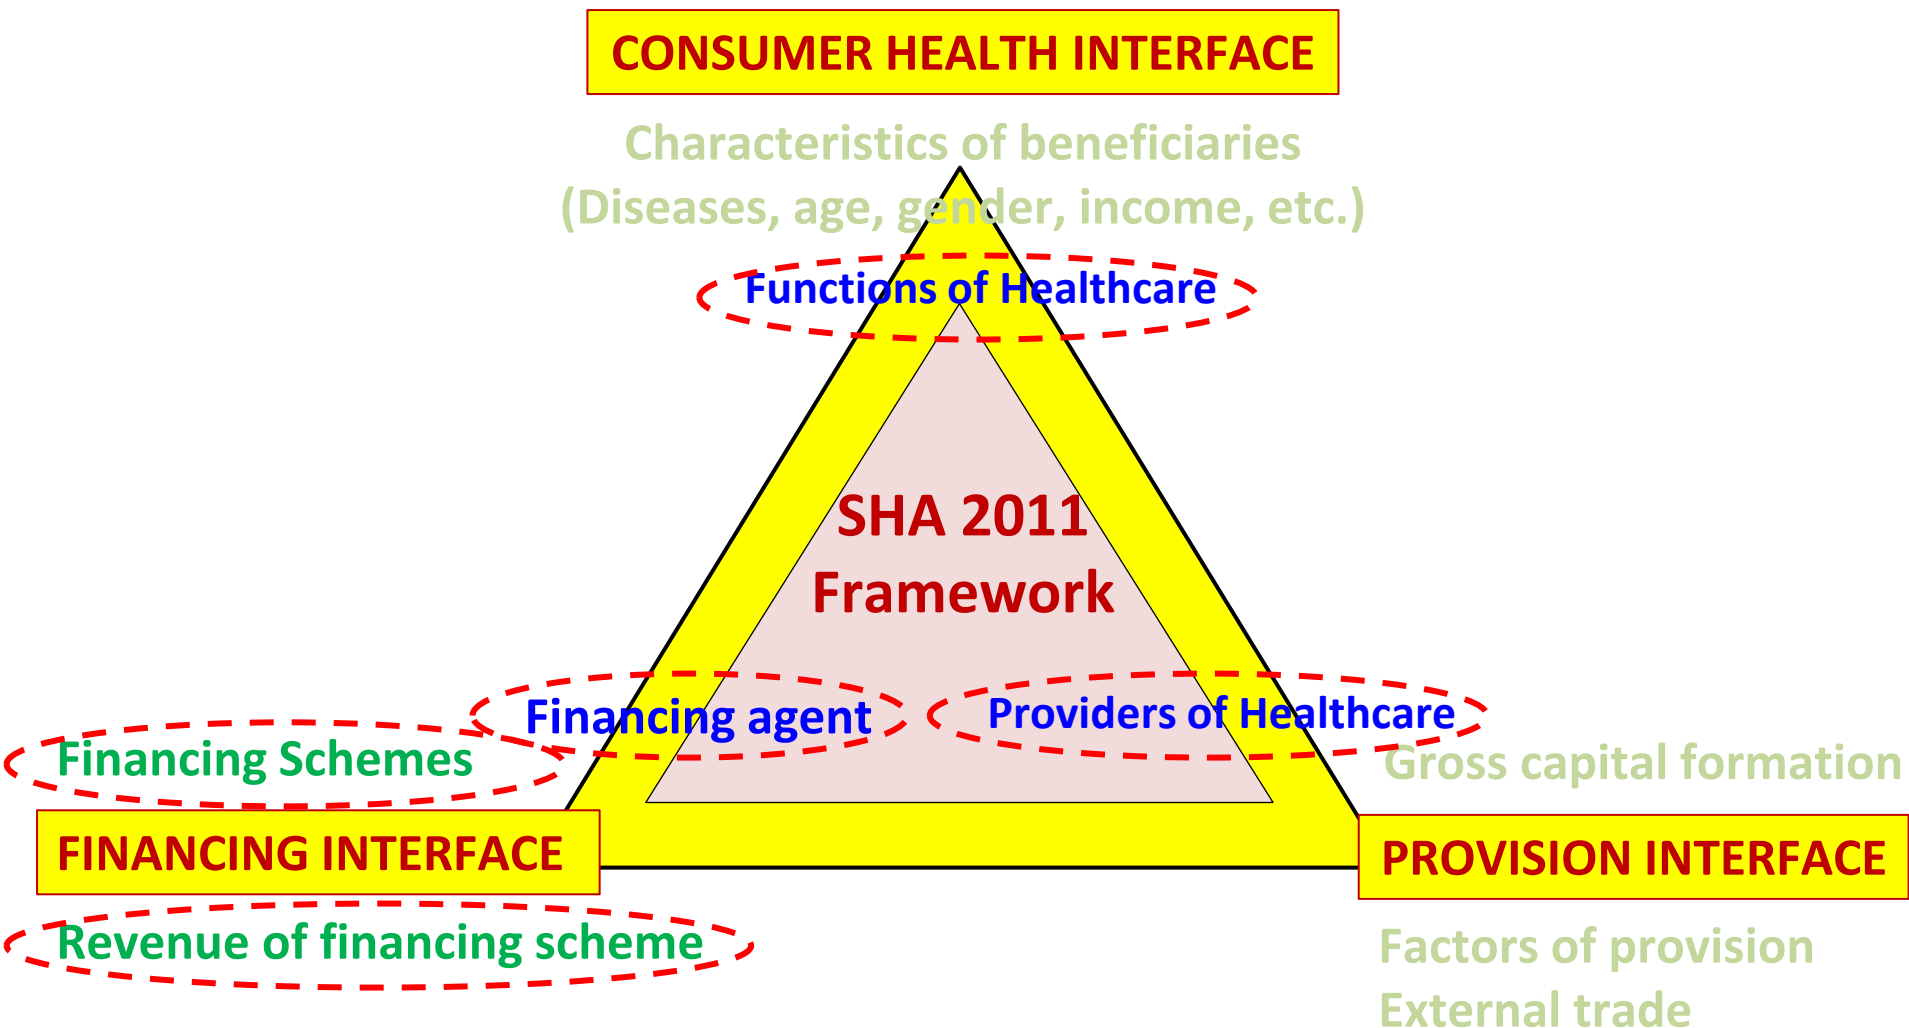 CONSUMER HEALTH INTERFACE
Characteristics of beneficiaries
(Diseases, age, gender, income, etc.)
Functions of Healthcare
SHA 2011
Framework
Financing agent
Providers of Healthcare
Financing Schemes
Gross capital formation
FINANCING INTERFACE
PROVISION INTERFACE
Revenue of financing scheme
Factors of provision
External trade